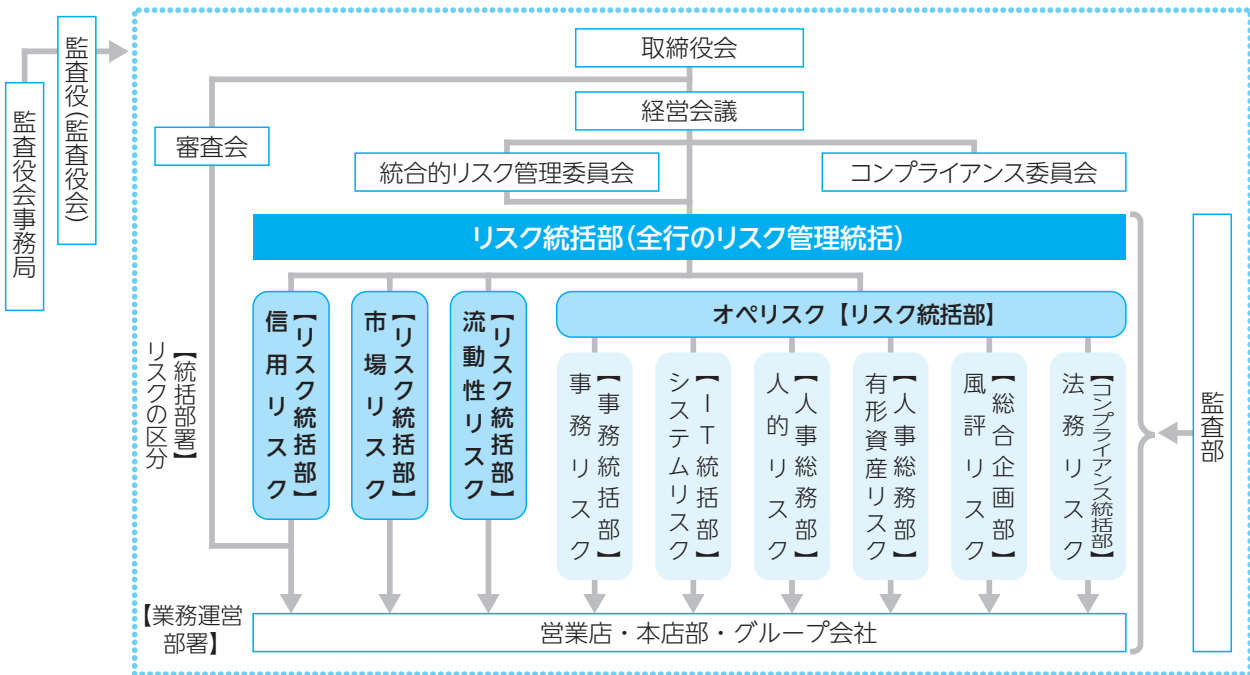 監査役会事務局
監査役(監査役会)
取締役会
経営会議
審査会
統合的リスク管理委員会
コンプライアンス委員会
リスク統括部(全行のリスク管理統括)
【統括部署】
リスクの区分
【リスク統括部】
信用リスク
【リスク統括部】
市場リスク
【リスク統括部】
流動性リスク
オペリスク【リスク統括部】
【事務統括部】
事務リスク
【IT統括部】
システムリスク
【人事総務部】
人的リスク
【人事総務部】
有形資産リスク
【総合企画部】
風評リスク
【コンプライアンス統括部】
法務リスク
監査部
【業務運営
部署】
営業店・本店部・グループ会社